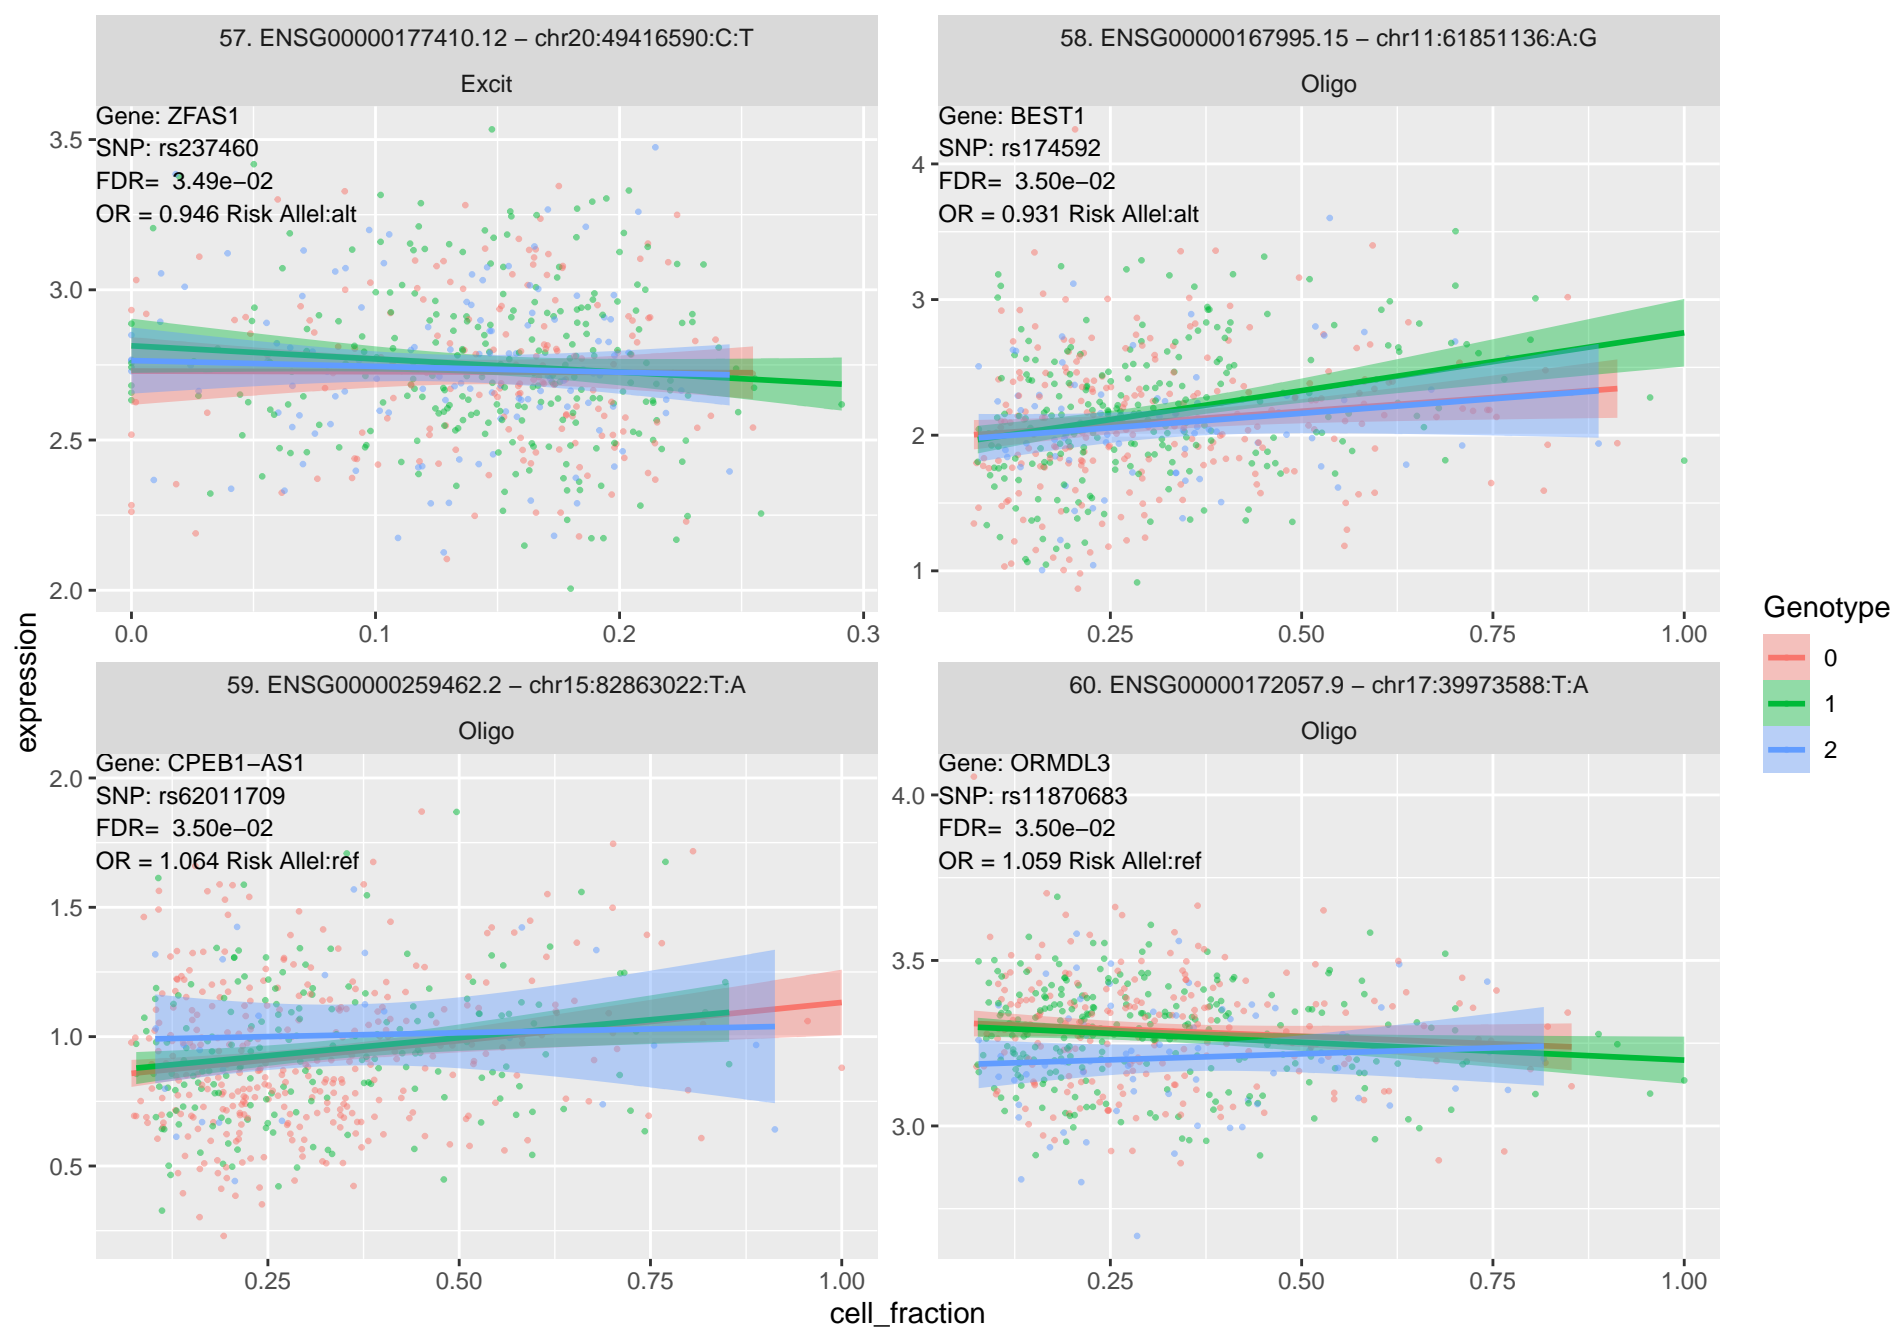 57. ENSG00000177410.12 − chr20:49416590:C:T
Excit
Gene: ZFAS1
SNP: rs237460
FDR= 3.49e−02
OR = 0.946 Risk Allel:alt
3.5
3.0
2.5
2.0
0.0 0.1 0.2 0.3
58. ENSG00000167995.15 − chr11:61851136:A:G
Oligo
Gene: BEST1
SNP: rs174592
FDR= 3.50e−02
OR = 0.931 Risk Allel:alt
4
3
2
1
0.25 0.50 0.75 1.00
59. ENSG00000259462.2 − chr15:82863022:T:A
Oligo
Gene: CPEB1−AS1
SNP: rs62011709
FDR= 3.50e−02
OR = 1.064 Risk Allel:ref
2.0
1.5
1.0
0.5
0.25 0.50 0.75 1.00
60. ENSG00000172057.9 − chr17:39973588:T:A
Oligo
Gene: ORMDL3
SNP: rs11870683
FDR= 3.50e−02
OR = 1.059 Risk Allel:ref
4.0
3.5
3.0
0.25 0.50 0.75 1.00
expression
cell_fraction
Genotype
0
1
2